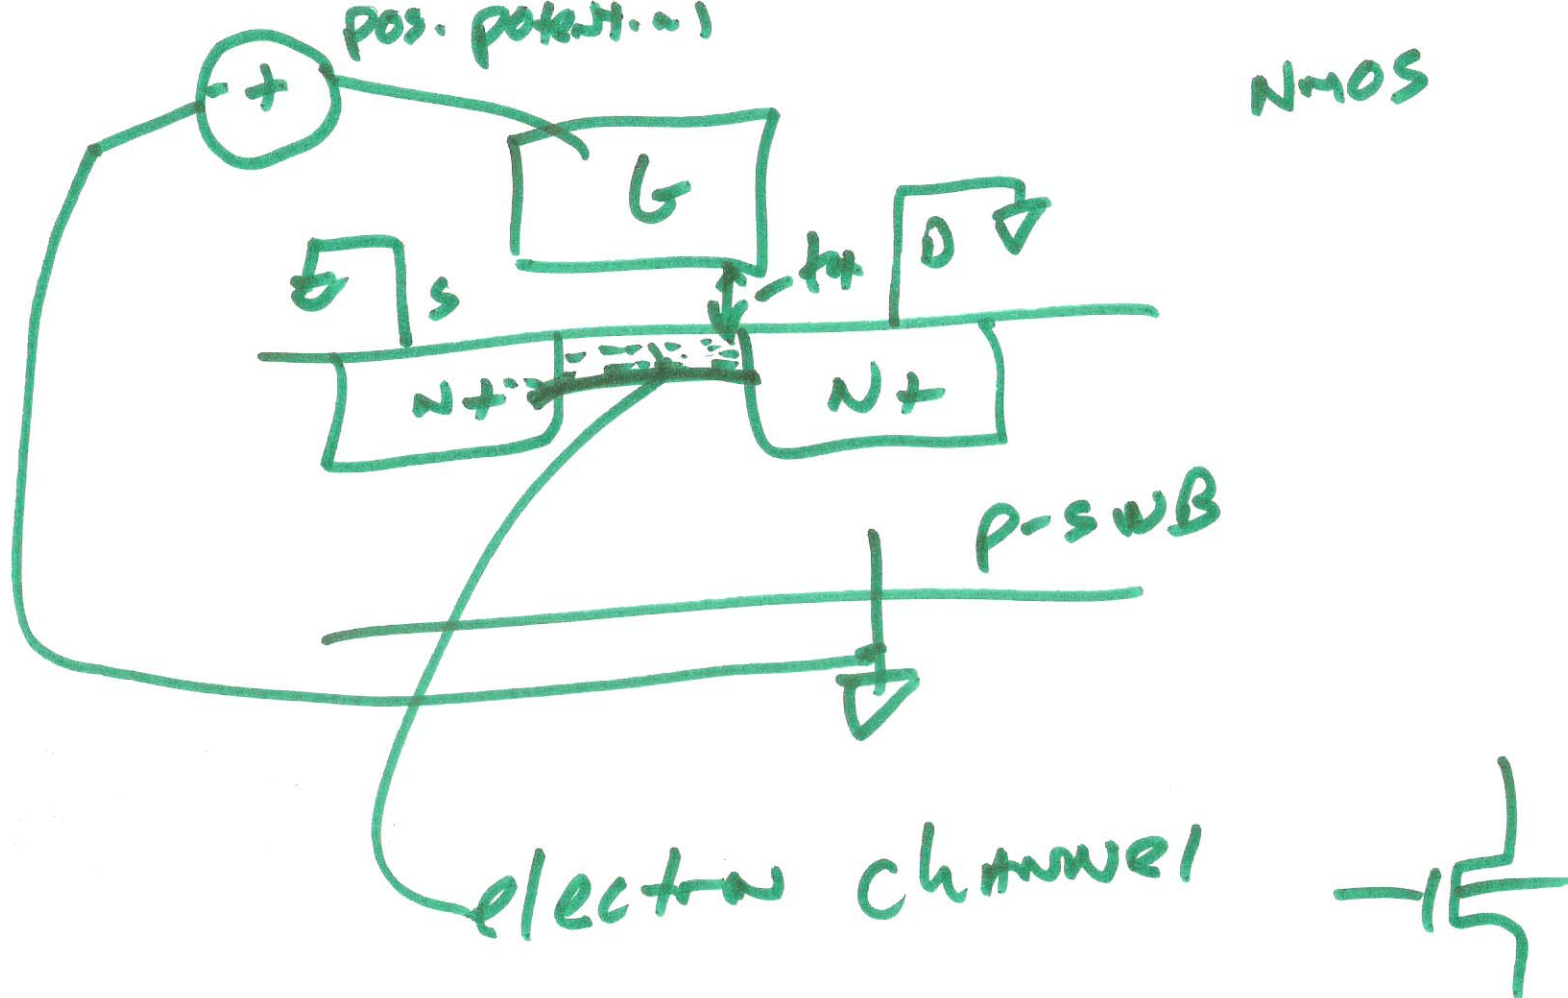 pos. potential
NMOS
- +
G
D
- tox
S
N+
N+
p-sub
electron channel